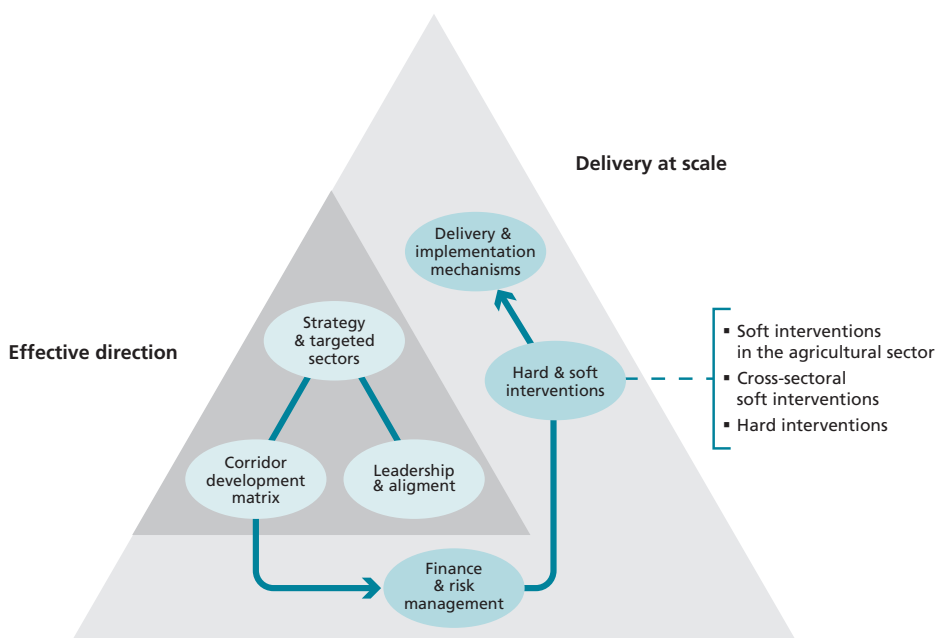 Delivery at scale
Delivery &
implementation
mechanisms
Effective direction
Strategy
& targeted
sectors
Hard & soft
interventions
▪ Soft interventions
in the agricultural sector
▪ Cross-sectoral
soft interventions
▪ Hard interventions
Corridor
development
matrix
Leadership
& aligment
Finance
& risk
management